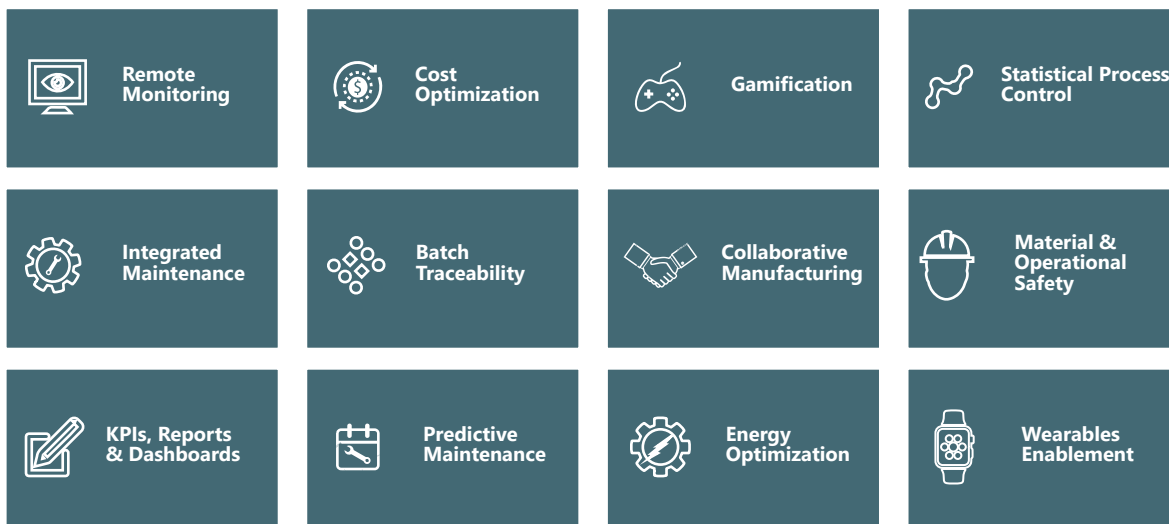 Remote
Monitoring
Cost
Optimization
Gamification
Statistical Process
Control
Integrated
Maintenance
Batch
Traceability
Collaborative
Manufacturing
Material &
Operational
Safety
KPIs, Reports
& Dashboards
Predictive
Maintenance
Energy
Optimization
Wearables
Enablement